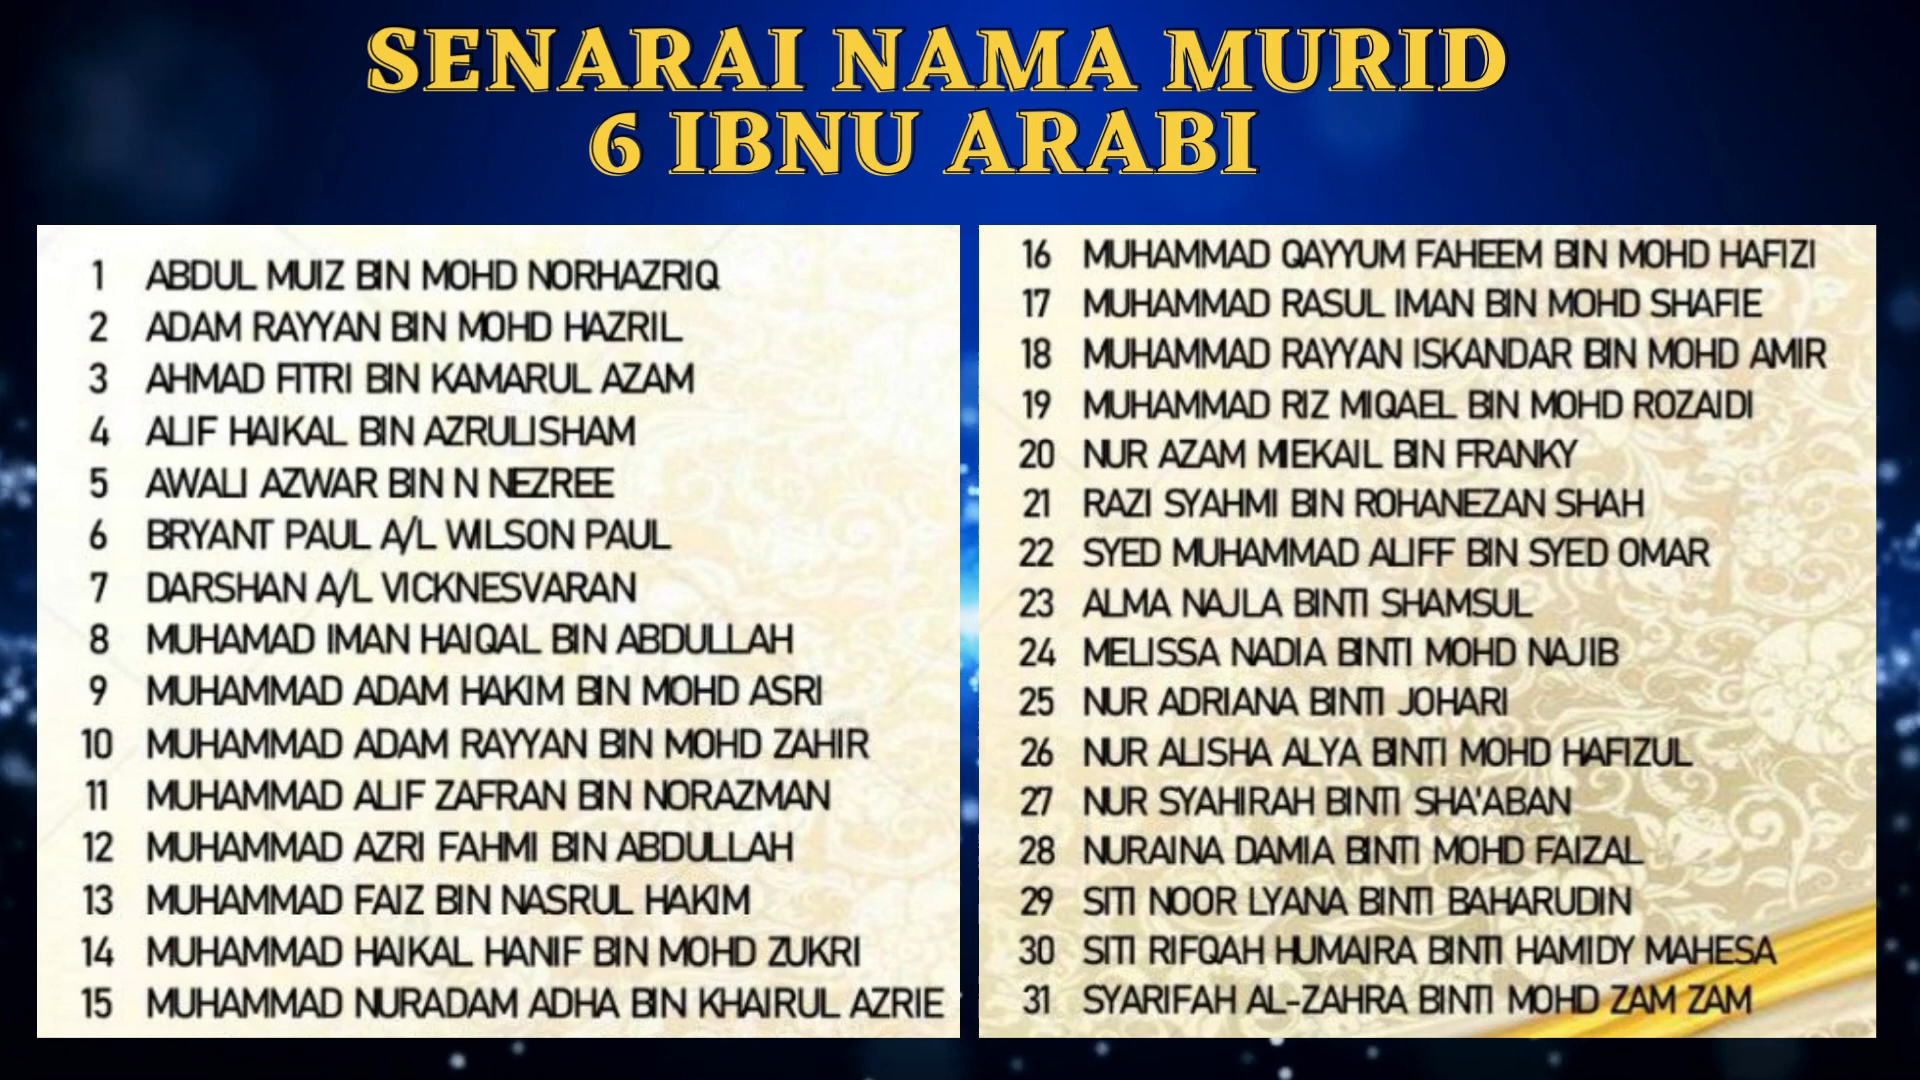 SENARAI NAMA MURID
6 IBNU ARABI
1 ABDUL MUIZ BIN MOHD NORHAZRIQ
2 ADAM RAYYAN BIN MOHD HAZRIL
3 AHMAD FITRI BIN KAMARUL AZAM
4 ALIF HAIKAL BIN AZRULISHAM
5 AWALI AZWAR BIN N NEZREE
6 BRYANT PAUL A/L WILSON PAUL
7 DARSHAN A/L VICKNESVARAN
8 MUHAMAD IMAN HAIQAL BIN ABDULLAH
9 MUHAMMAD ADAM HAKIM BIN MOHD ASRI
10 MUHAMMAD ADAM RAYYAN BIN MOHD ZAHIR
11 MUHAMMAD ALIF ZAFRAN BIN NORAZMAN
12 MUHAMMAD AZRI FAHMI BIN ABDULLAH
13 MUHAMMAD FAIZ BIN NASRUL HAKIM
14 MUHAMMAD HAIKAL HANIF BIN MOHD ZUKRI
15 MUHAMMAD NURADAM ADHA BIN KHAIRUL AZRIE
16 MUHAMMAD QAYYUM FAHEEM BIN MOHD HAFIZI
17 MUHAMMAD RASUL IMAN BIN MOHD SHAFIE
18 MUHAMMAD RAYYAN ISKANDAR BIN MOHD AMIR
19 MUHAMMAD RIZ MIQAEL BIN MOHD ROZAIDI
20 NUR AZAM MIEKAIL BIN FRANKY
21 RAZI SYAHMI BIN ROHANEZAN SHAH
22 SYED MUHAMMAD ALIFF BIN SYED OMAR
23 ALMA NAJLA BINTI SHAMSUL
24 MELISSA NADIA BINTI MOHD NAJIB
25 NUR ADRIANA BINTI JOHARI
26 NUR ALISHA ALYA BINTI MOHD HAFIZUL
27 NUR SYAHIRAH BINTI SHA'ABAN
28 NURAINA DAMIA BINTI MOHD FAIZAL
29 SITI NOOR LYANA BINTI BAHARUDIN
30 SITI RIFQAH HUMAIRA BINTI HAMIDY MAHESA
31 SYARIFAH AL-ZAHRA BINTI MOHD ZAM ZAM